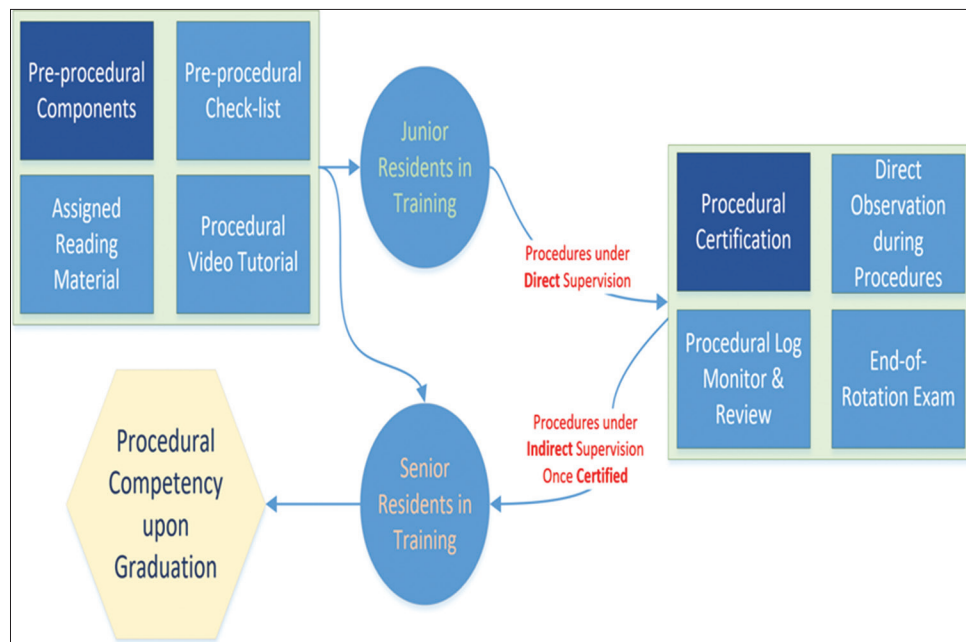 Pre-procedural
Components
Pre-procedural
Check-list
Assigned
Reading
Material
Procedural
Video Tutorial
Junior
Residents in
Training
Procedures under
Direct Supervision
Procedural
Certification
Direct
Observation
during
Procedures
Procedural Log
Monitor &
Review
End-of-
Rotation Exam
Procedures under
Indirect Supervision
Once Certified
Senior
Residents in
Training
Procedural
Competency
upon
Graduation